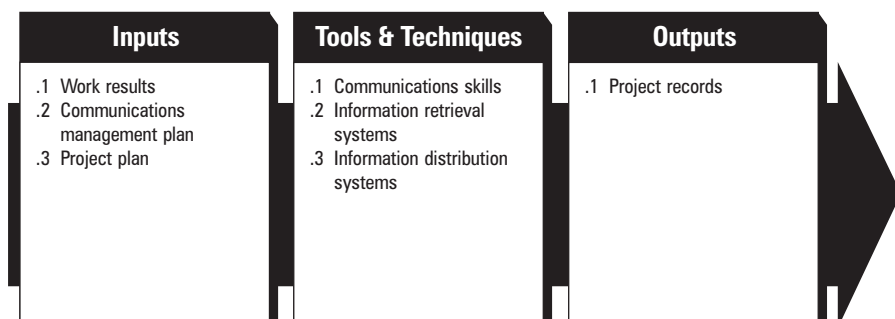 Inputs
.1 Work results
.2 Communications
management plan
.3 Project plan
Tools & Techniques
.1 Communications skills
.2 Information retrieval
systems
.3 Information distribution
systems
Outputs
.1 Project records